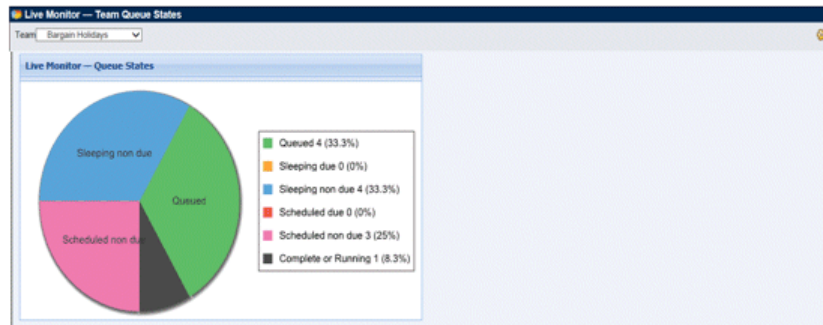 Live Monitor — Team Queue States
Team Bargain Holidays
Live Monitor — Queue States
Sleeping non due
Queued
Scheduled non due
Queued 4 (33.3%)
Sleeping due 0 (0%)
Sleeping non due 4 (33.3%)
Scheduled due 0 (0%)
Scheduled non due 3 (25%)
Complete or Running 1 (8.3%)